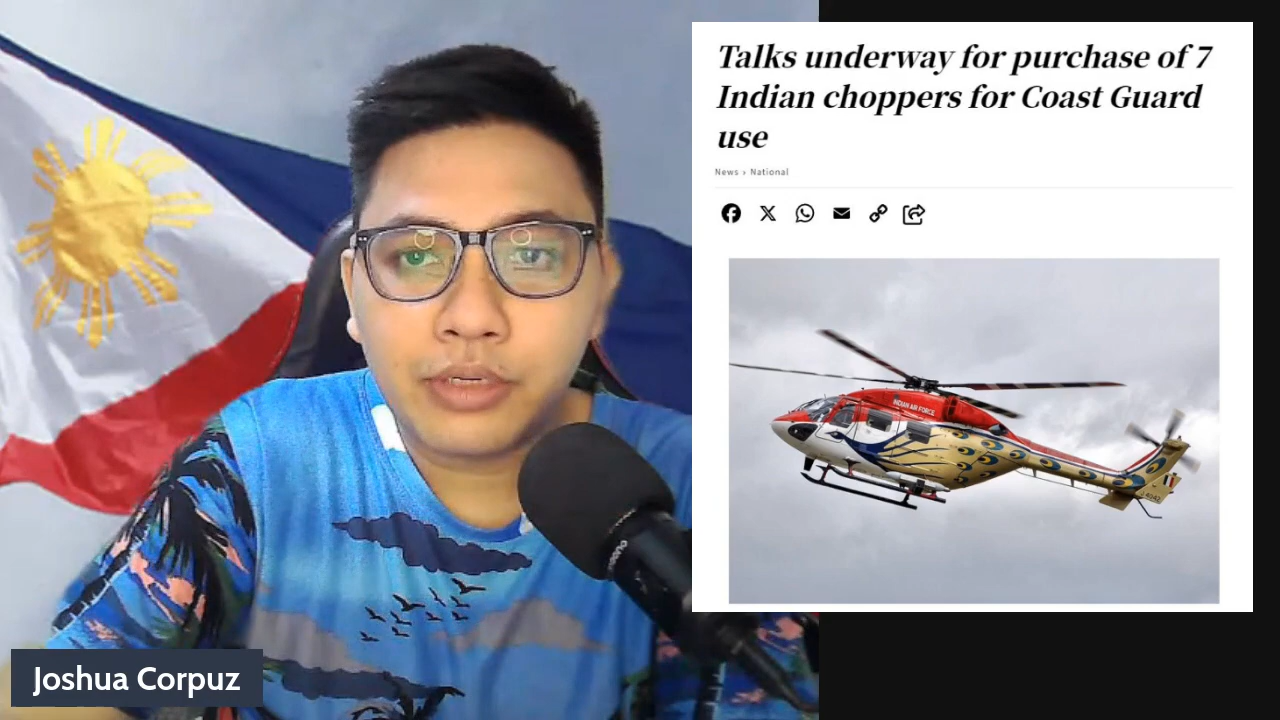 Talks underway for purchase of 7
Indian choppers for Coast Guard
use
News › National
INDIAN AIR FORCE
Joshua Corpuz